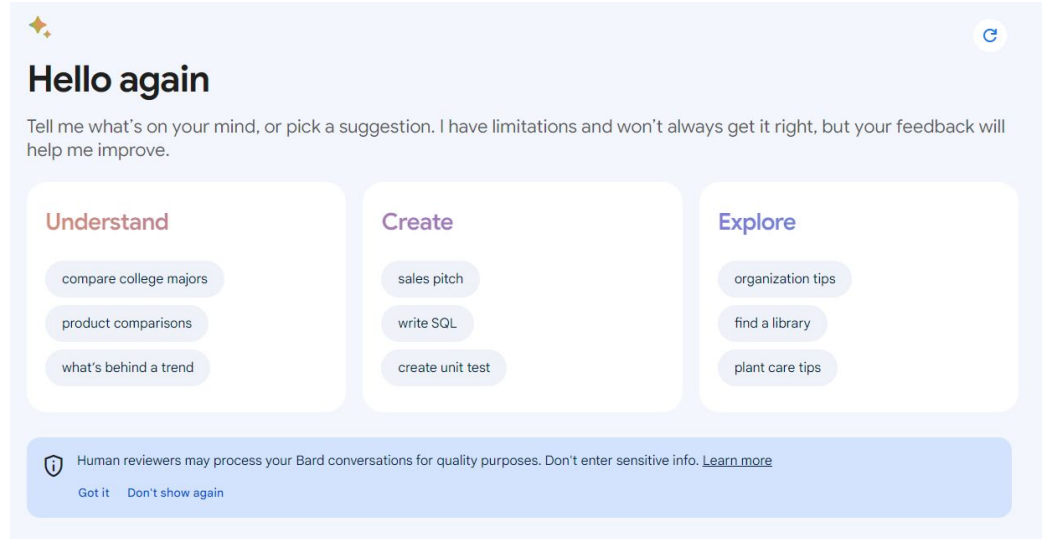 Hello again
Tell me what's on your mind, or pick a suggestion. I have limitations and won't always get it right, but your feedback will
help me improve.
Understand
compare college majors
product comparisons
what's behind a trend
Create
sales pitch
write SQL
create unit test
Explore
organization tips
find a library
plant care tips
Human reviewers may process your Bard conversations for quality purposes. Don't enter sensitive info. Learn more
Got it Don't show again